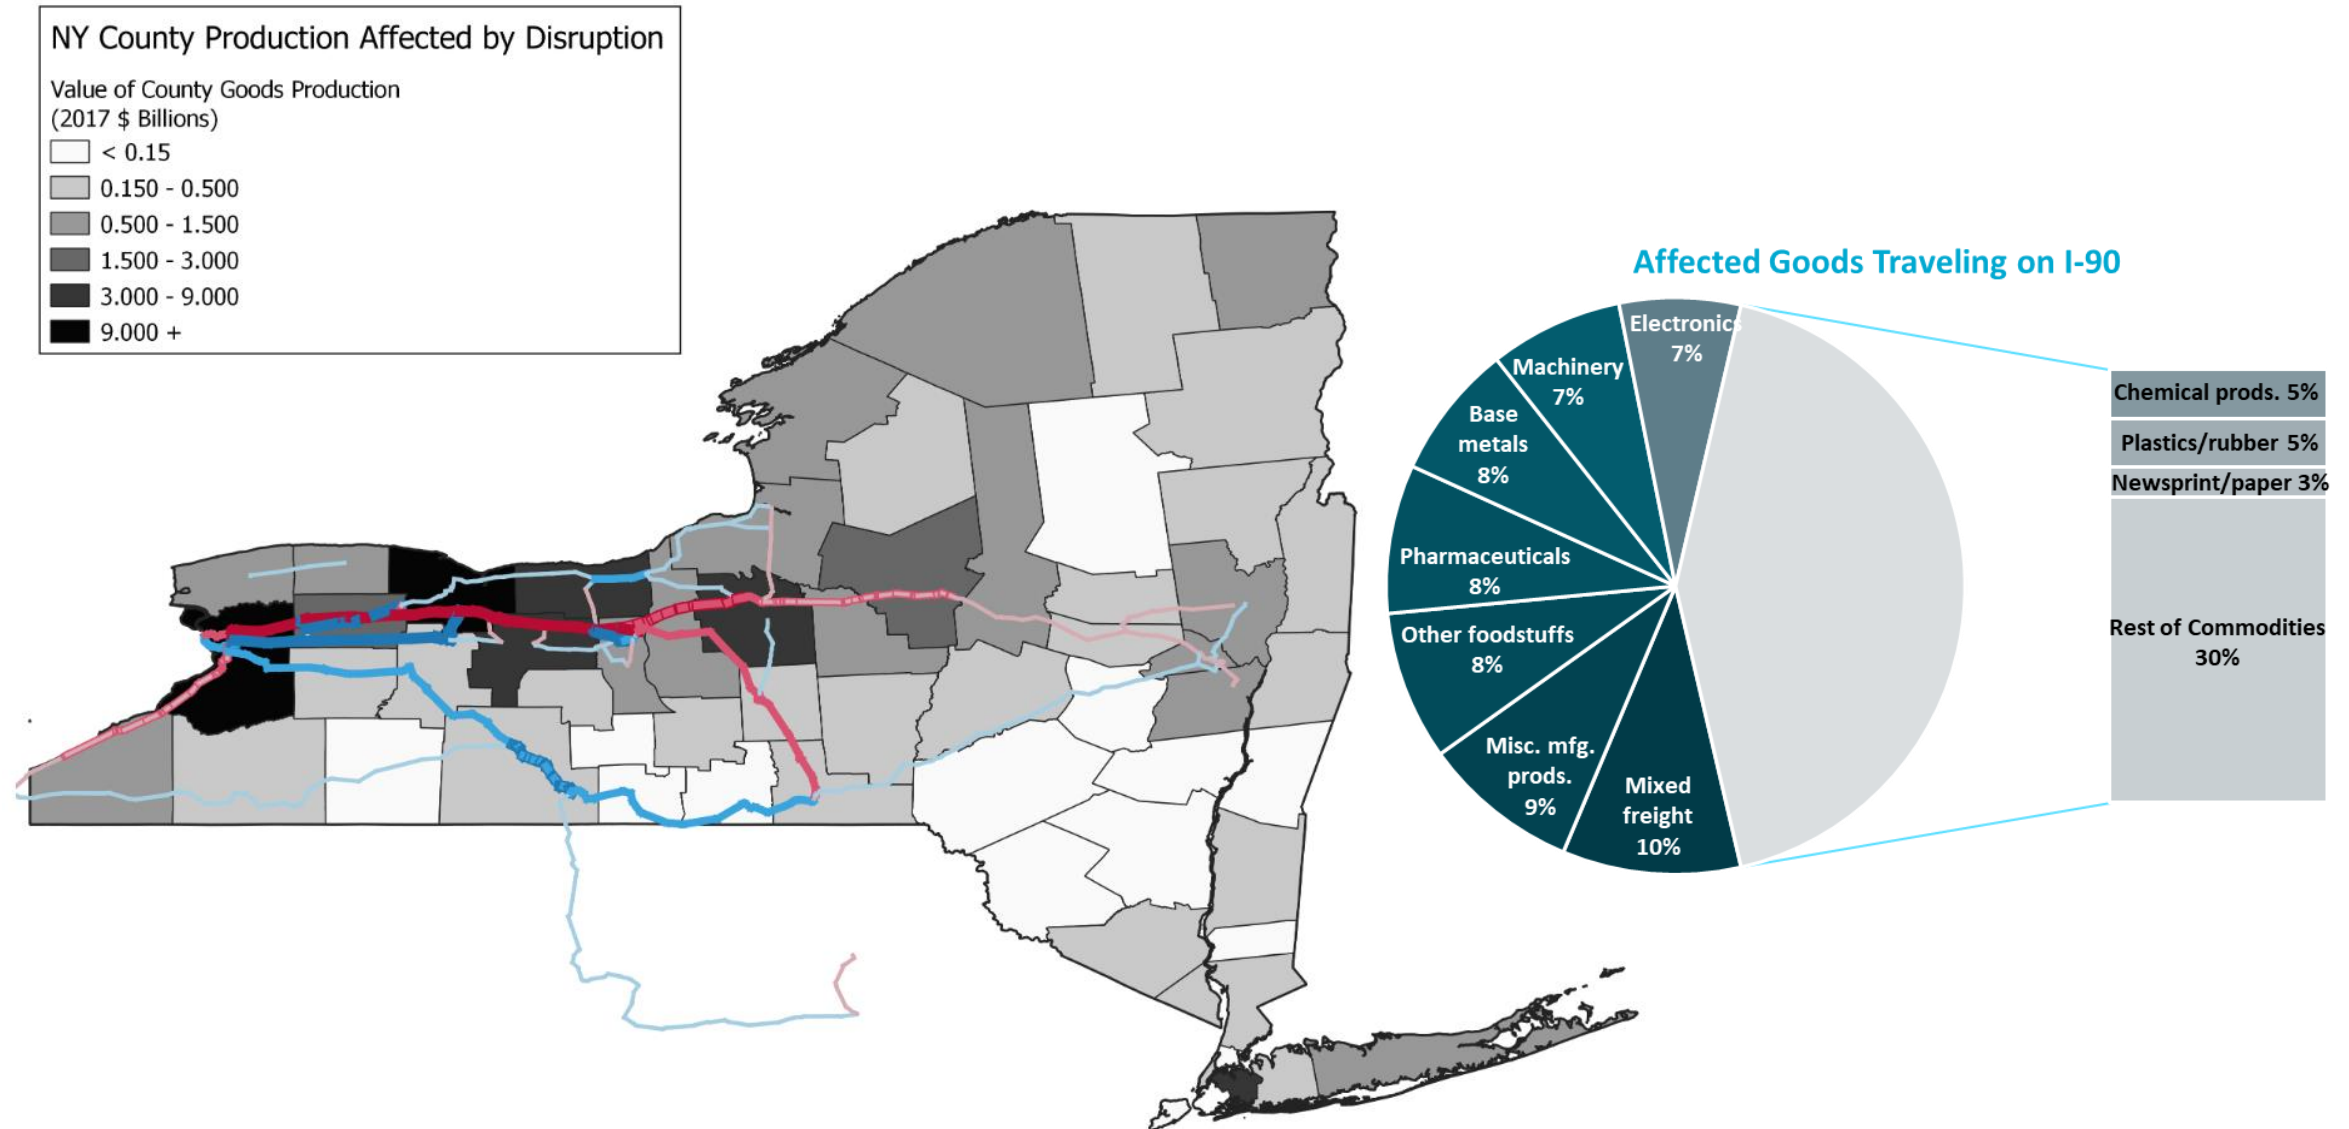 NY County Production Affected by Disruption
Value of County Goods Production
(2017 $ Billions)
< 0.15
0.150 - 0.500
0.500 - 1.500
1.500 - 3.000
3.000 - 9.000
9.000 +
Affected Goods Traveling on I-90
Electronics
7%
Machinery
7%
Base
metals
8%
Pharmaceuticals
8%
Other foodstuffs
8%
Misc. mfg.
prods.
9%
Mixed
freight
10%
Chemical prods. 5%
Plastics/rubber 5%
Newsprint/paper 3%
Rest of Commodities
30%